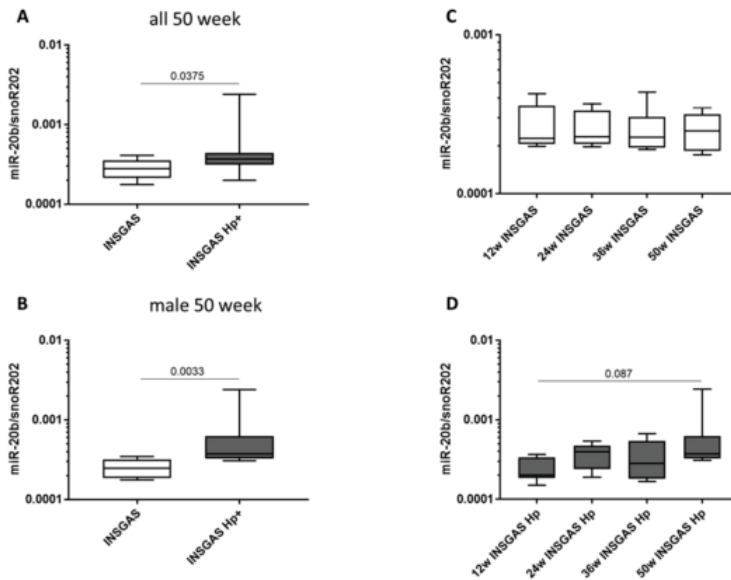 A
all 50 week
miR-20b/snoR202
0.01
0.001
0.0001
0.0375
INSGAS
INSGAS Hp+
C
miR-20b/snoR202
0.001
0.0001
12w INSGAS
24w INSGAS
36w INSGAS
50w INSGAS
B
male 50 week
miR-20b/snoR202
0.01
0.001
0.0001
0.0033
INSGAS
INSGAS Hp+
D
miR-20b/snoR202
0.01
0.001
0.0001
0.087
12w INSGAS Hp
24w INSGAS Hp
36w INSGAS Hp
50w INSGAS Hp